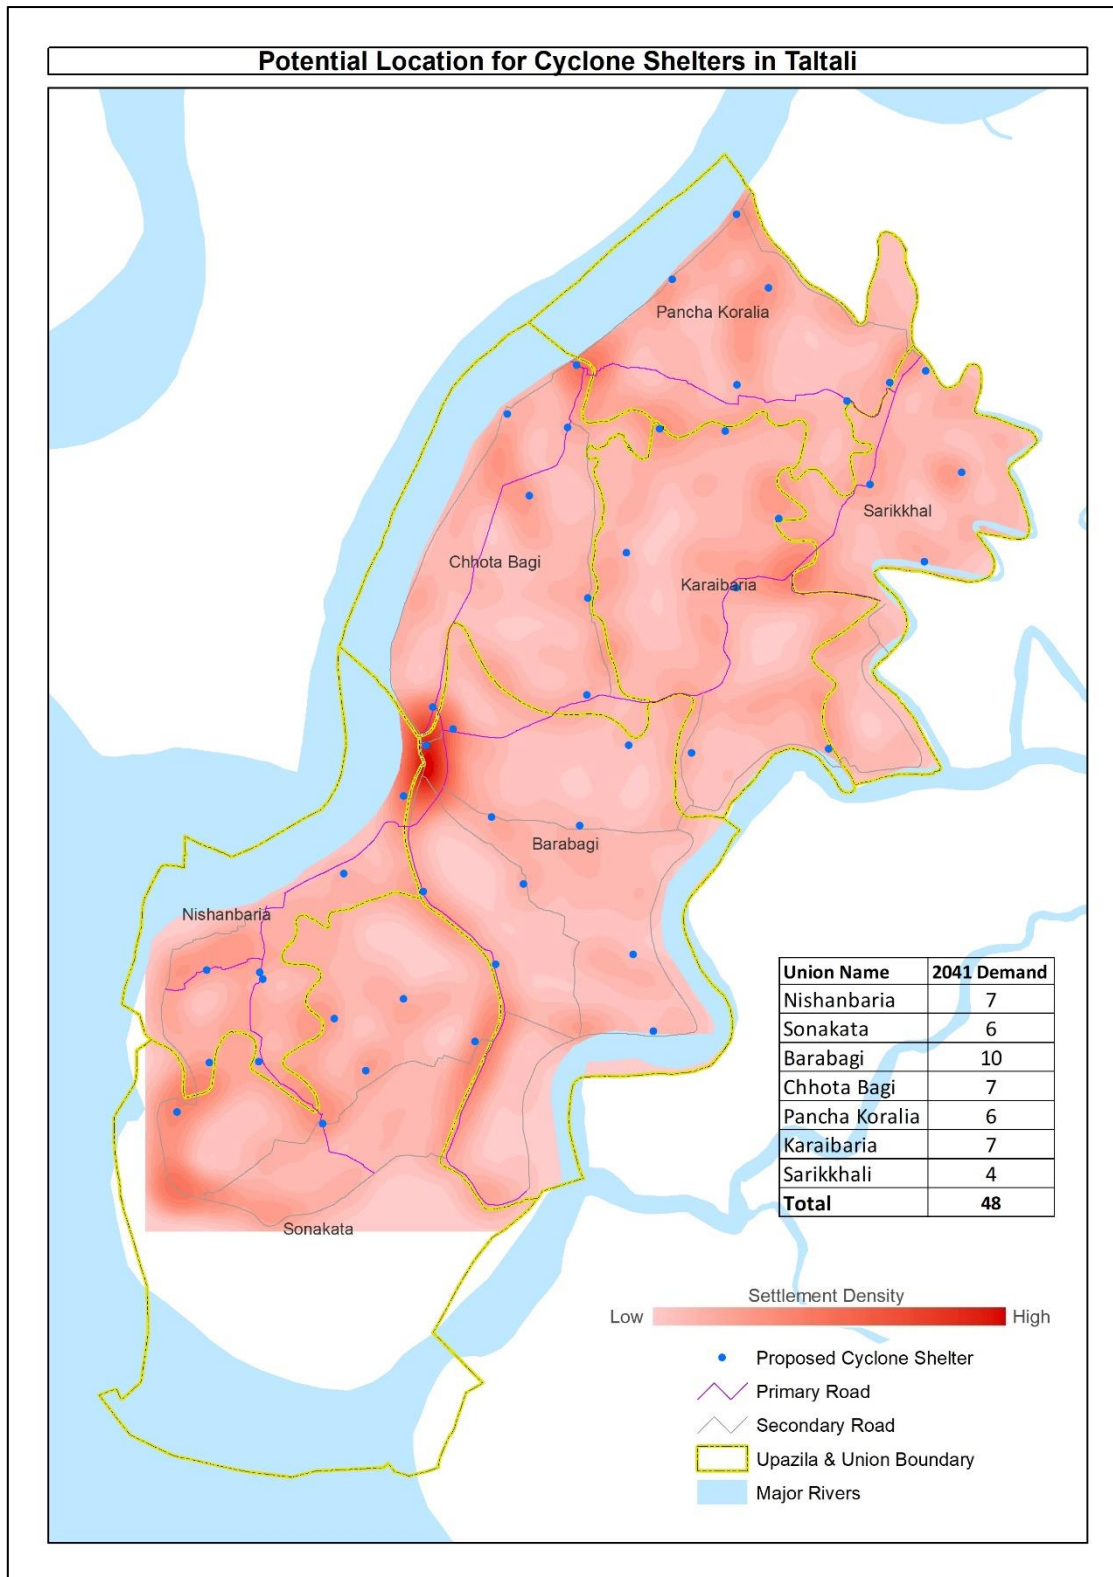 Potential Location for Cyclone Shelters in Taltali
Pancha Koralia
Sarikkhal
Chhota Bagi
Karaibaria
Barabagi
Nishanbaria
Sonakata
Union Name 2041 Demand
Nishanbaria 7
Sonakata 6
Barabagi 10
Chhota Bagi 7
Pancha Koralia 6
Karaibaria 7
Sarikkhali 4
Total 48
Settlement Density
Low High
Proposed Cyclone Shelter
Primary Road
Secondary Road
Upazila & Union Boundary
Major Rivers